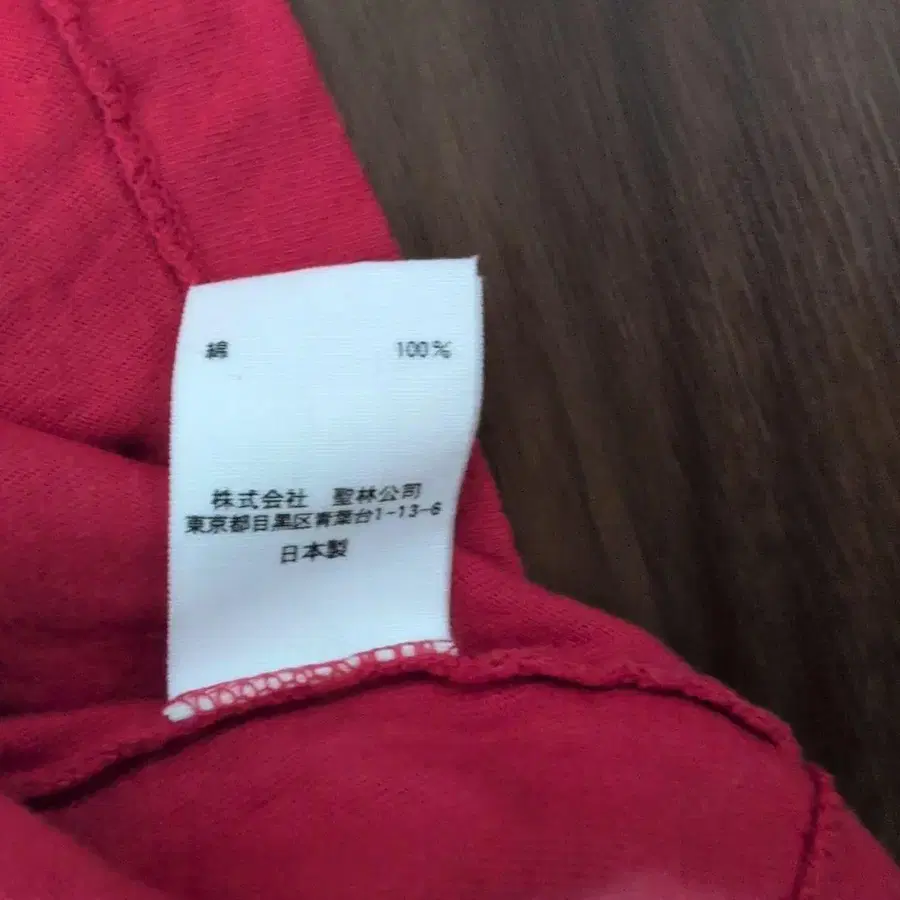 綿 100%
株式会社 聖林公司
東京都目黒区青葉台1-13-6
日本製